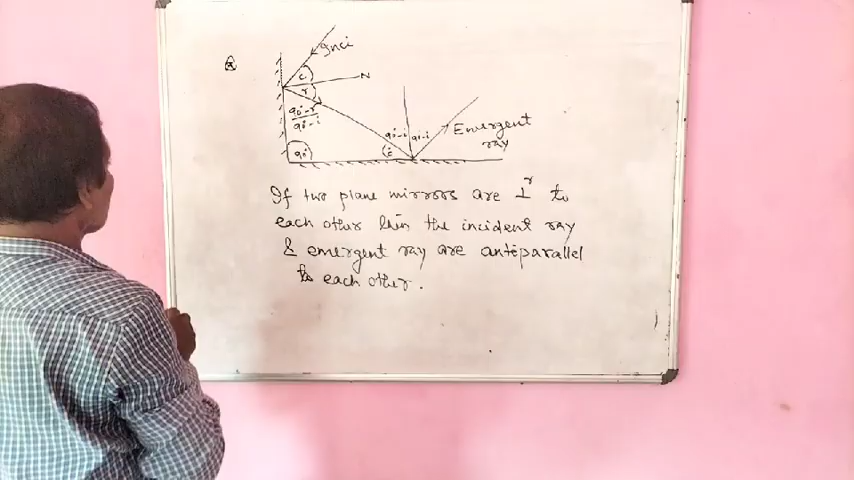 Q
Inci
i
N
r
90°-r
90°-i
90°
90°-i 90°-i
i
Emergent
ray
If two plane mirrors are ⊥r to
each other then the incident ray
& emergent ray are antiparallel
to each other.